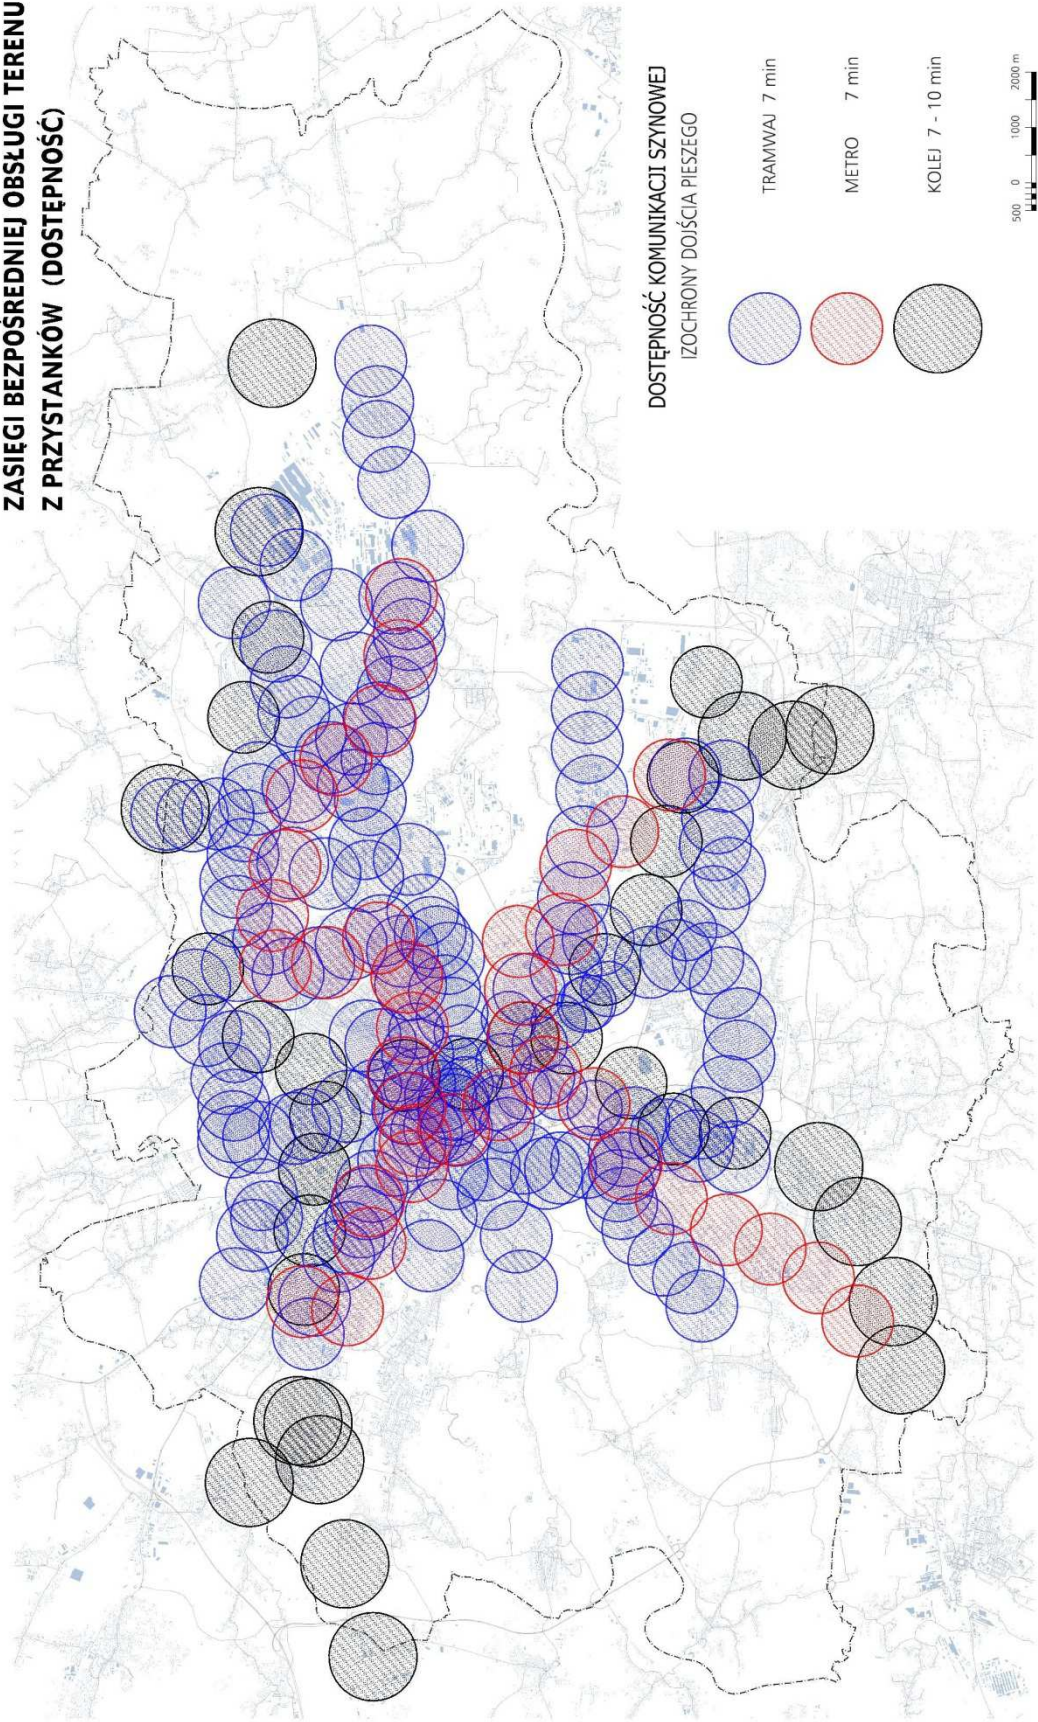 ZASIĘGI BEZPOŚREDNIEJ OBSŁUGI TERENU
Z PRZYSTANKÓW (DOSTĘPNOŚĆ)
DOSTĘPNOŚĆ KOMUNIKACJI SZYNOWEJ
IZOCHRONY DOJŚCIA PIESZEGO
TRAMWAJ 7 min
METRO 7 min
KOLEJ 7 - 10 min
500 0 1000 2000 m